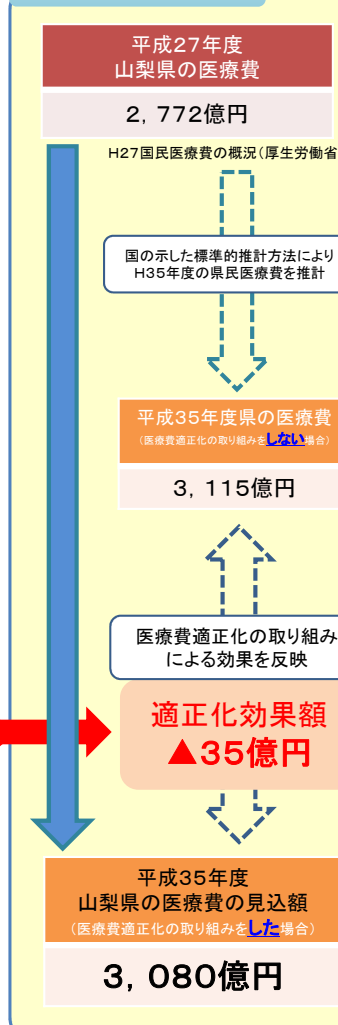 平成27年度
山梨県の医療費
2，772億円
H27国民医療費の概況(厚生労働省
国の示した標準的推計方法により
H35年度の県民医療費を推計
平成35年度県の医療費
(医療費適正化の取り組みをしない場合)
3，115億円
医療費適正化の取り組み
による効果を反映
適正化効果額
▲35億円
平成35年度
山梨県の医療費の見込額
(医療費適正化の取り組みをした場合)
3，080億円